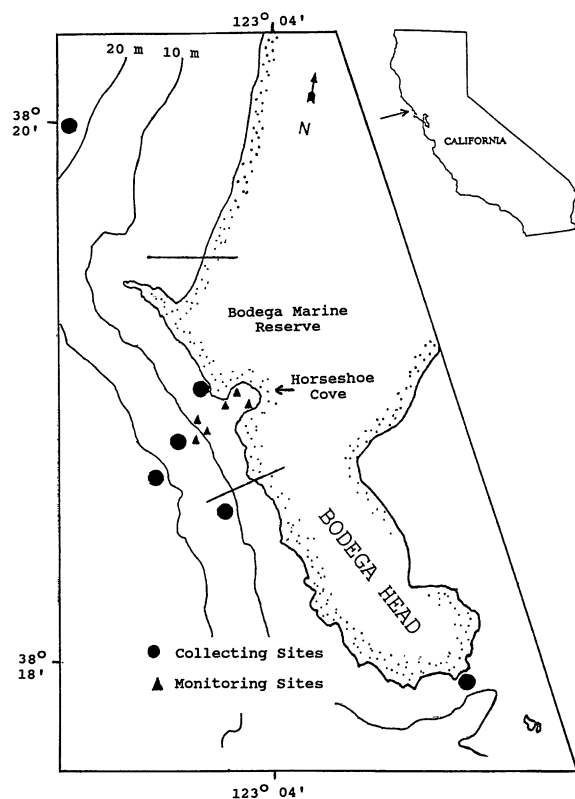 123° 04'
20 m
10 m
38°
20'
N
CALIFORNIA
Bodega Marine
Reserve
Horseshoe
Cove
BODEGA HEAD
38°
18'
Collecting Sites
Monitoring Sites
123° 04'